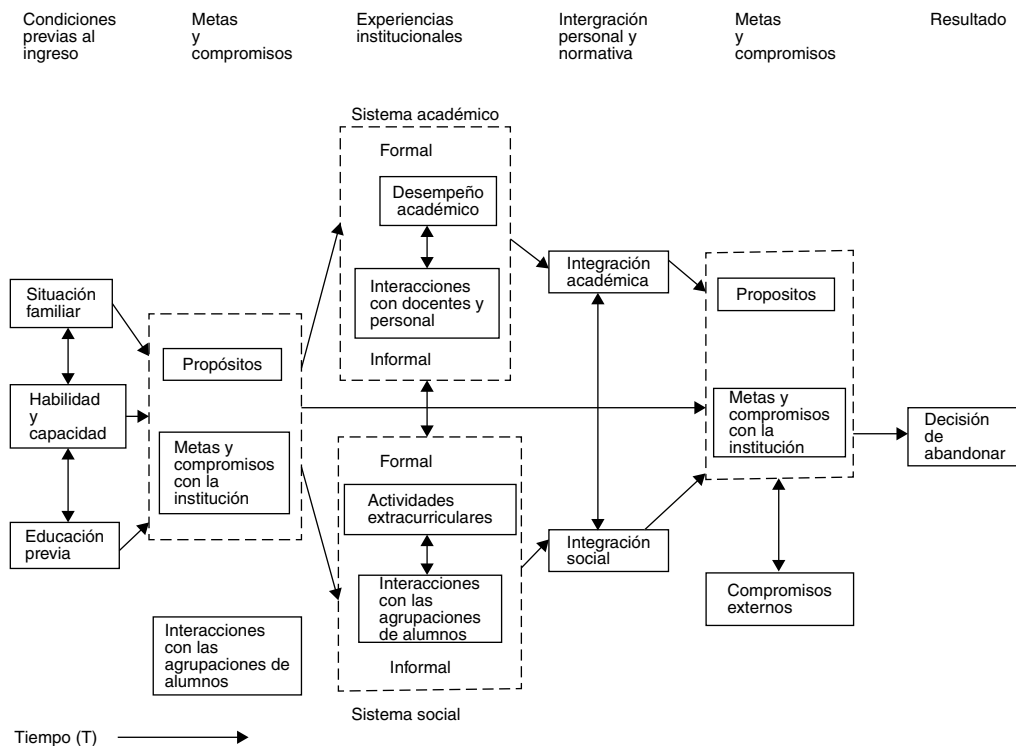 Condiciones
previas al
ingreso
Metas
y
compromisos
Experiencias
institucionales
Intergración
personal y
normativa
Metas
y
compromisos
Resultado
Sistema académico
Formal
Desempeño
académico
Interacciones
con docentes y
personal
Informal
Situación
familiar
Habilidad
y
capacidad
Educación
previa
Propósitos
Metas y
compromisos
con la
institución
Interacciones
con las
agrupaciones de
alumnos
Formal
Actividades
extracurriculares
Interacciones
con las
agrupaciones
de alumnos
Informal
Sistema social
Integración
académica
Integración
social
Propositos
Metas y
compromisos
con la
institución
Compromisos
externos
Decisión
de
abandonar
Tiempo (T)